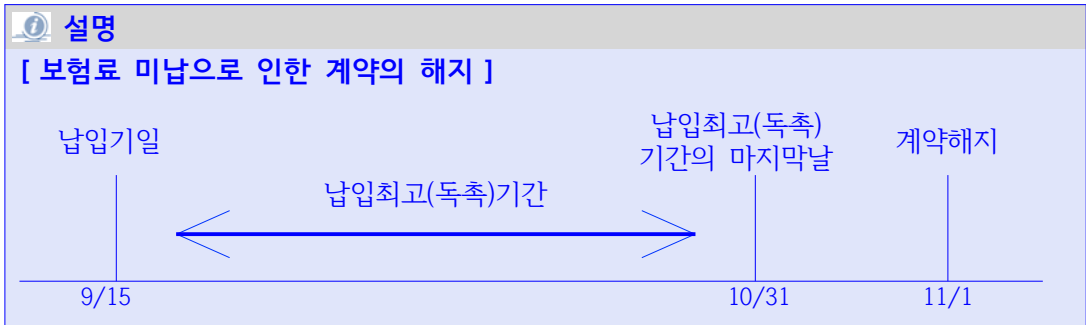 설명
[ 보험료 미납으로 인한 계약의 해지 ]
납입기일
납입최고(독촉)
기간의 마지막날
계약해지
납입최고(독촉)기간
9/15
10/31
11/1